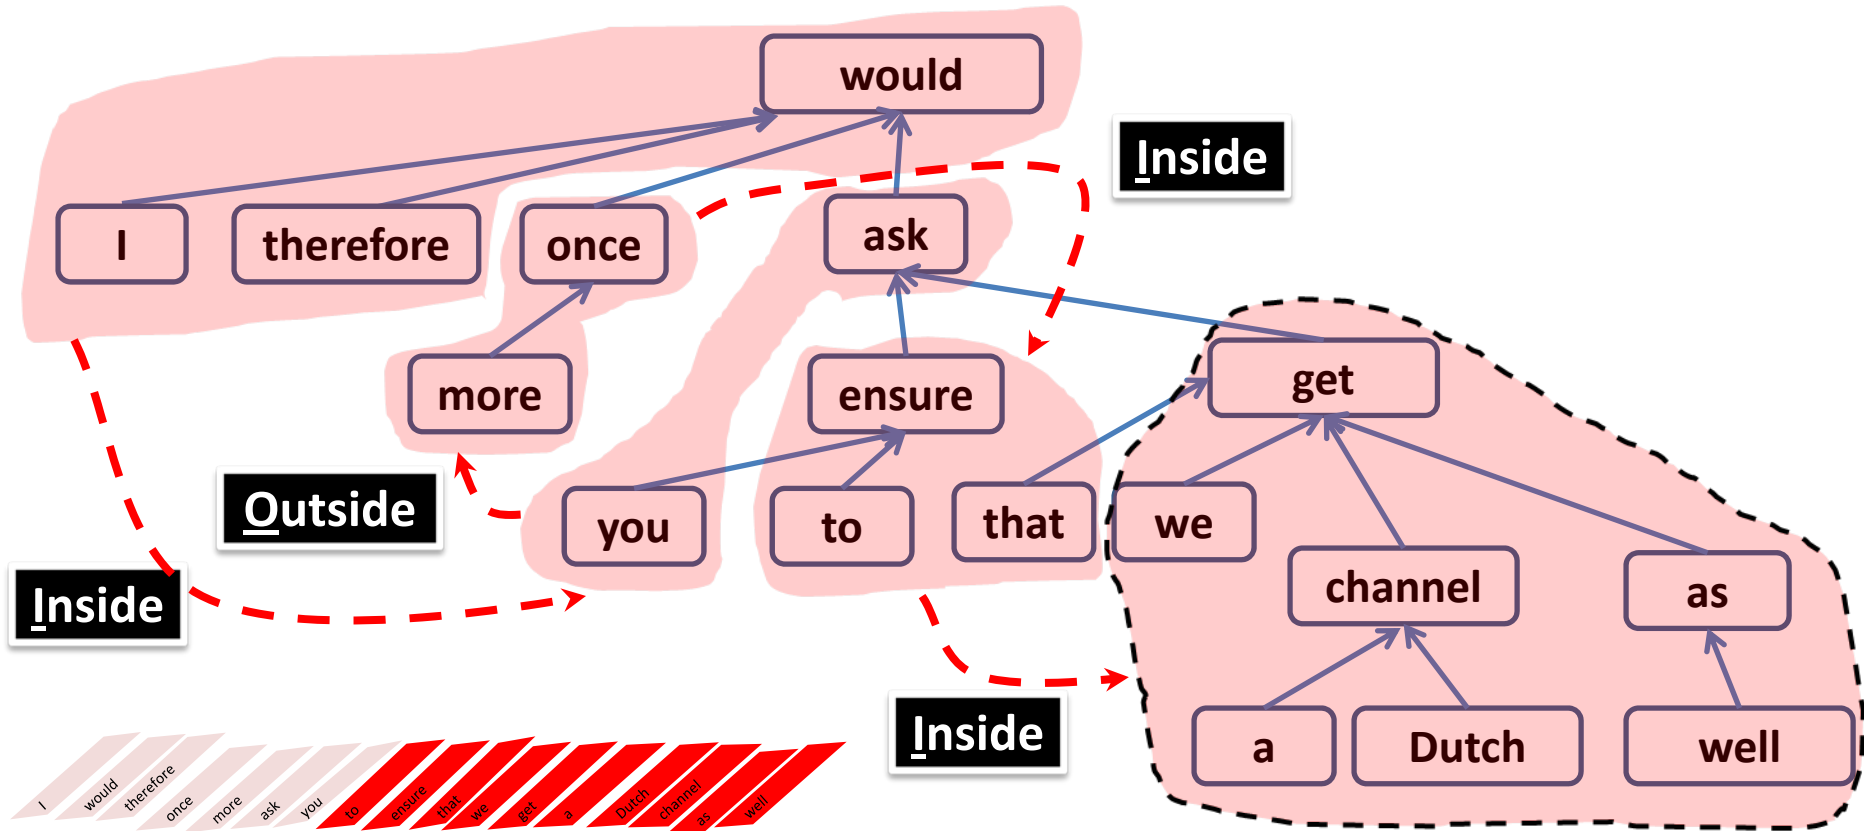 would
Inside
I therefore once ask
more ensure get
Outside
you to that we
Inside
channel as
Inside
a Dutch well
I would therefore once more ask you to ensure that we get a Dutch channel as well